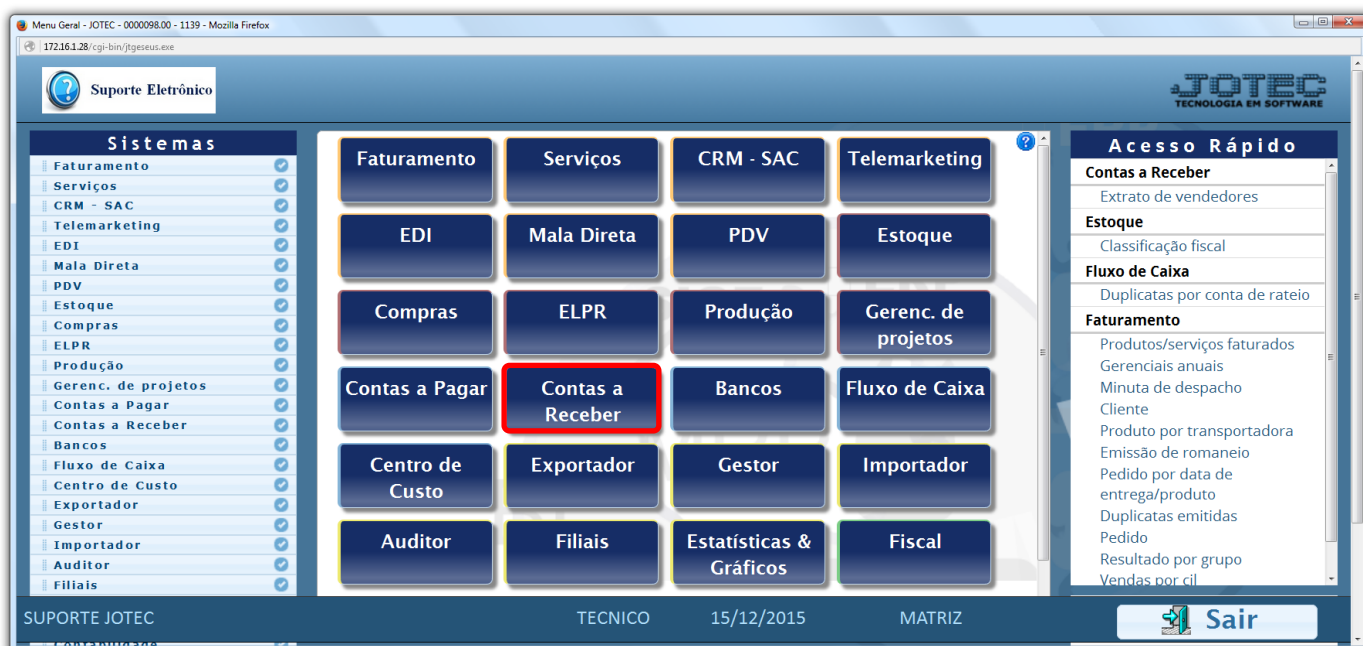 Menu Geral - JOTEC - 0000098.00 - 1139 - Mozilla Firefox
172.16.1.28/cgi-bin/jtgeseus.exe
Suporte Eletrônico
JOTEC
TECNOLOGIA EM SOFTWARE
Sistemas
Faturamento
Serviços
CRM - SAC
Telemarketing
EDI
Mala Direta
PDV
Estoque
Compras
ELPR
Produção
Gerenc. de projetos
Contas a Pagar
Contas a Receber
Bancos
Fluxo de Caixa
Centro de Custo
Exportador
Gestor
Importador
Auditor
Filiais
Faturamento
Serviços
CRM - SAC
Telemarketing
EDI
Mala Direta
PDV
Estoque
Compras
ELPR
Produção
Gerenc. de
projetos
Contas a Pagar
Contas a
Receber
Bancos
Fluxo de Caixa
Centro de
Custo
Exportador
Gestor
Importador
Auditor
Filiais
Estatísticas &
Gráficos
Fiscal
Acesso Rápido
Contas a Receber
Extrato de vendedores
Estoque
Classificação fiscal
Fluxo de Caixa
Duplicatas por conta de rateio
Faturamento
Produtos/serviços faturados
Gerenciais anuais
Minuta de despacho
Cliente
Produto por transportadora
Emissão de romaneio
Pedido por data de
entrega/produto
Duplicatas emitidas
Pedido
Resultado por grupo
Vendas por cil
SUPORTE JOTEC
TECNICO
15/12/2015
MATRIZ
Sair
Contabilidade